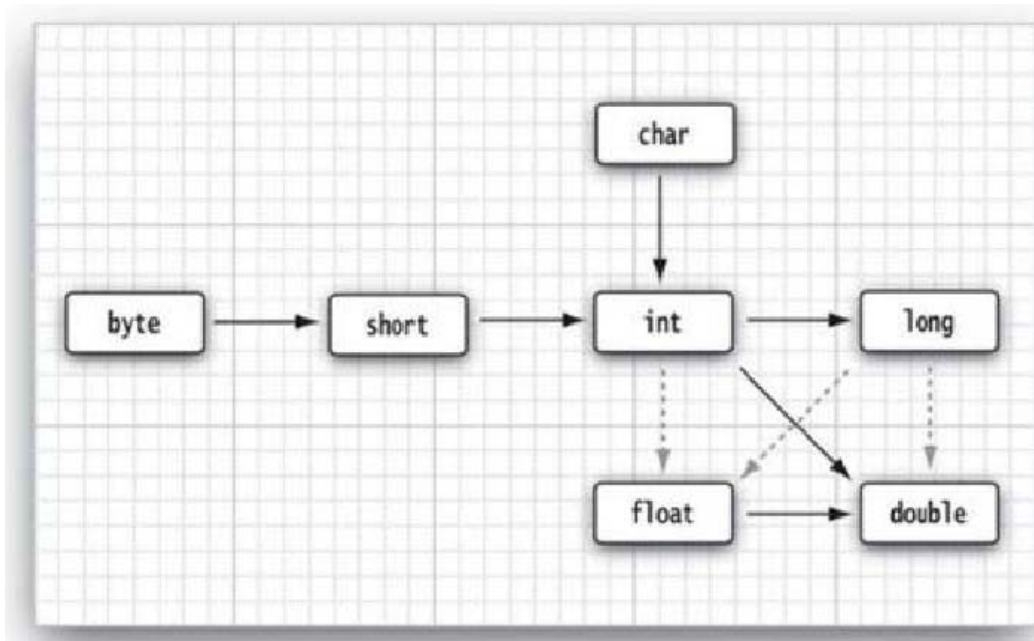 char
byte
short
int
long
float
double